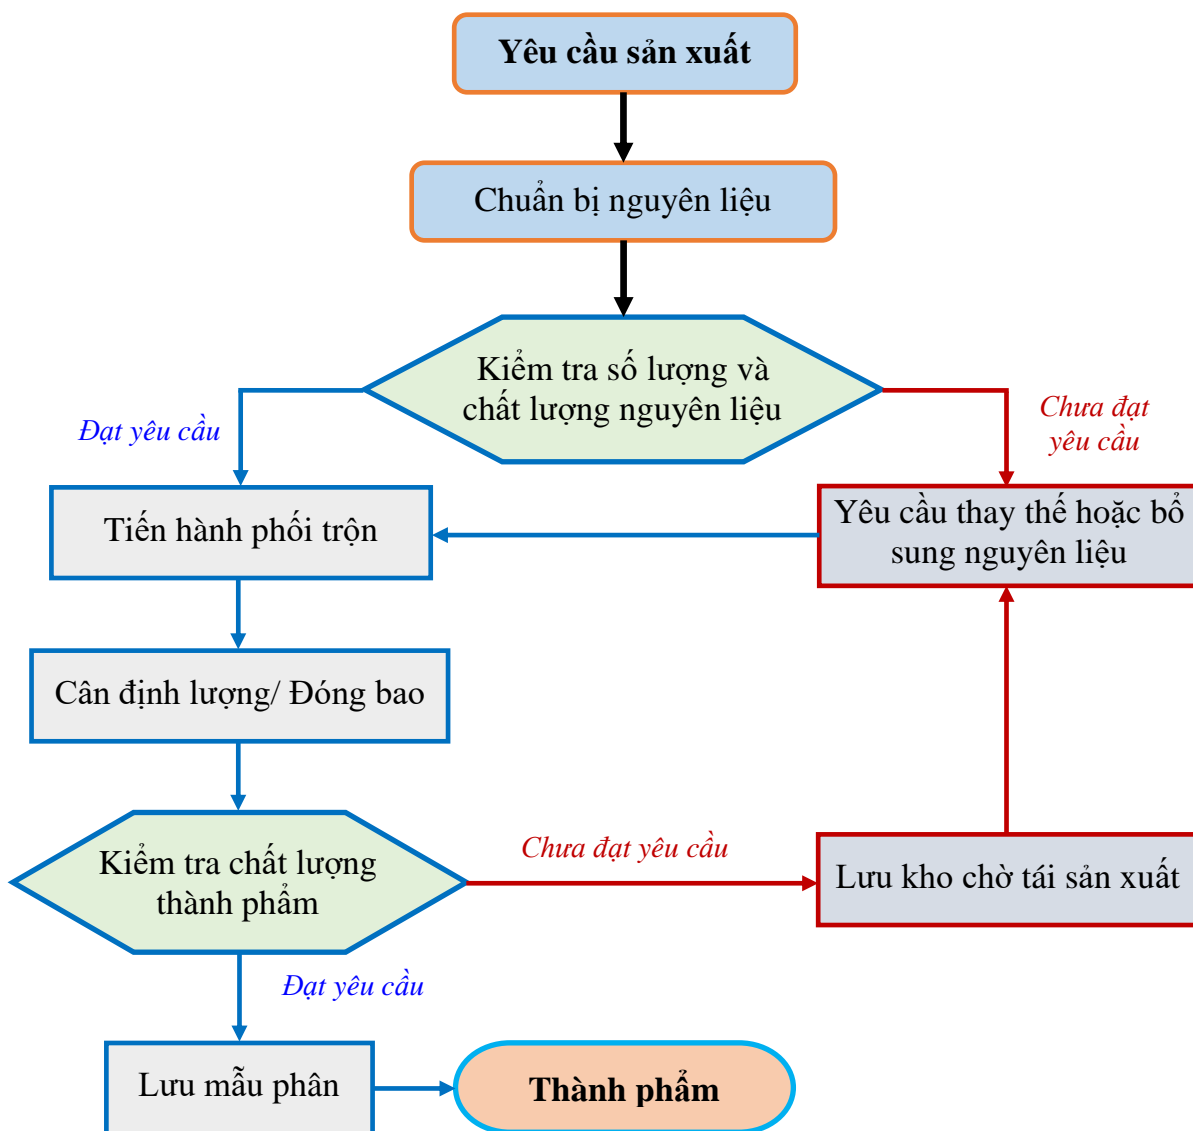 Yêu cầu sản xuất
Chuẩn bị nguyên liệu
Kiểm tra số lượng và
chất lượng nguyên liệu
Đạt yêu cầu
Chưa đạt
yêu cầu
Tiến hành phối trộn
Yêu cầu thay thế hoặc bổ
sung nguyên liệu
Cân định lượng/ Đóng bao
Kiểm tra chất lượng
thành phẩm
Chưa đạt yêu cầu
Lưu kho chờ tái sản xuất
Đạt yêu cầu
Lưu mẫu phân
Thành phẩm